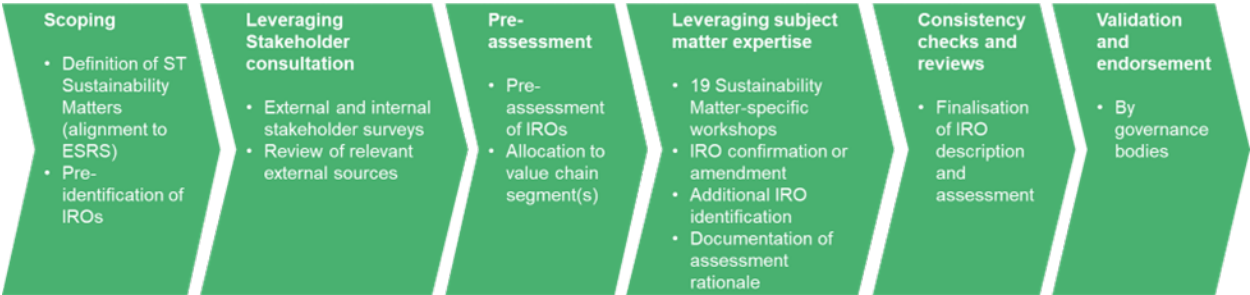 Scoping
• Definition of ST
Sustainability
Matters
(alignment to
ESRS)
• Pre-
identification of
IROs
Leveraging
Stakeholder
consultation
• External and internal
stakeholder surveys
• Review of relevant
external sources
Pre-
assessment
• Pre-
assessment
of IROs
• Allocation to
value chain
segment(s)
Leveraging subject
matter expertise
• 19 Sustainability
Matter-specific
workshops
• IRO confirmation or
amendment
• Additional IRO
identification
• Documentation of
assessment
rationale
Consistency
checks and
reviews
• Finalisation of IRO
description
and
assessment
Validation
and
endorsement
• By
governance
bodies